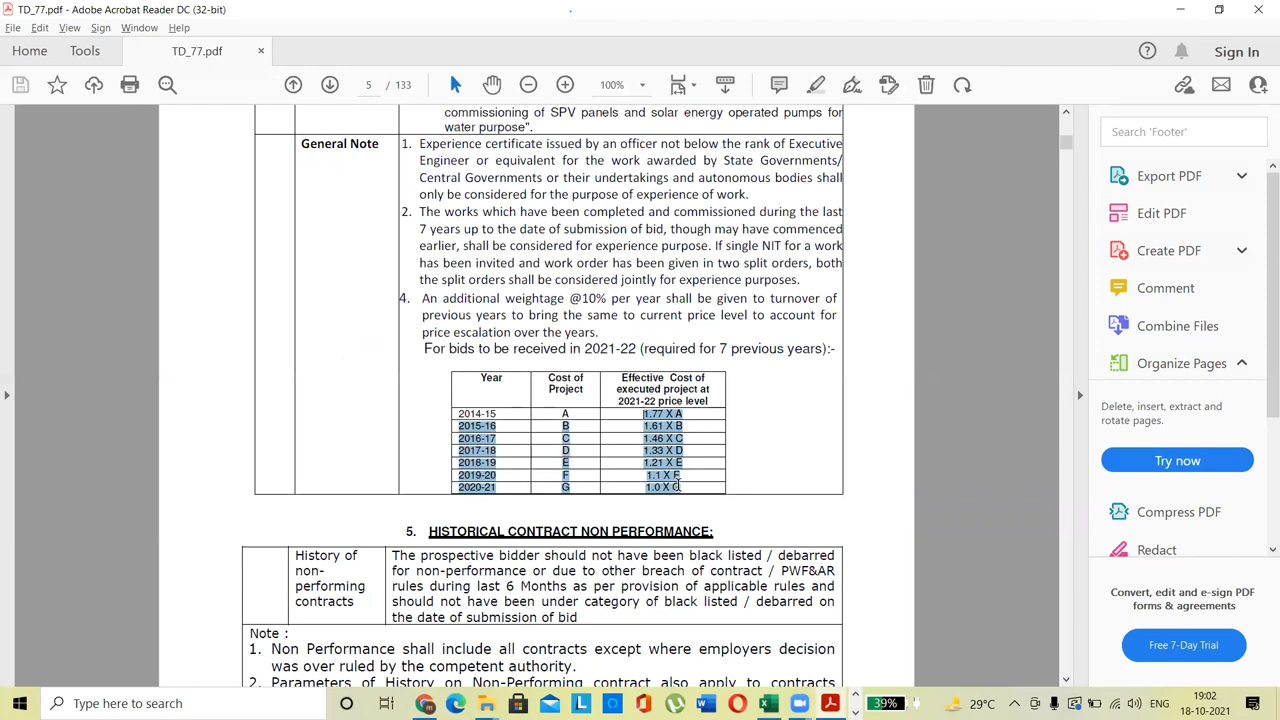 TD_77.pdf - Adobe Acrobat Reader DC (32-bit)
File Edit View Sign Window Help
Home Tools TD_77.pdf × Sign In
5 / 133 100%
commissioning of SPV panels and solar energy operated pumps for
water purpose".
General Note
1. Experience certificate issued by an officer not below the rank of Executive
Engineer or equivalent for the work awarded by State Governments/
Central Governments or their undertakings and autonomous bodies shall
only be considered for the purpose of experience of work.
2. The works which have been completed and commissioned during the last
7 years up to the date of submission of bid, though may have commenced
earlier, shall be considered for experience purpose. If single NIT for a work
has been invited and work order has been given in two split orders, both
the split orders shall be considered jointly for experience purposes.
4. An additional weightage @10% per year shall be given to turnover of
previous years to bring the same to current price level to account for
price escalation over the years.
For bids to be received in 2021-22 (required for 7 previous years):-
Year Cost of Project Effective Cost of executed project at 2021-22 price level
2014-15 A 1.77 X A
2015-16 B 1.61 X B
2016-17 C 1.46 X C
2017-18 D 1.33 X D
2018-19 E 1.21 X E
2019-20 F 1.1 X F
2020-21 G 1.0 X G
5. HISTORICAL CONTRACT NON PERFORMANCE:
History of
non-
performing
contracts
The prospective bidder should not have been black listed / debarred
for non-performance or due to other breach of contract / PWF&AR
rules during last 6 Months as per provision of applicable rules and
should not have been under category of black listed / debarred on
the date of submission of bid
Note :
1. Non Performance shall include all contracts except where employers decision
was over ruled by the competent authority.
2. Parameters of History on Non-Performing contract also apply to contracts
Search 'Footer'
Export PDF
Edit PDF
Create PDF
Comment
Combine Files
Organize Pages
Delete, insert, extract and
rotate pages.
Try now
Compress PDF
Redact
Convert, edit and e-sign PDF
forms & agreements
Free 7-Day Trial
Type here to search
39% 29°C ENG
19:02
18-10-2021